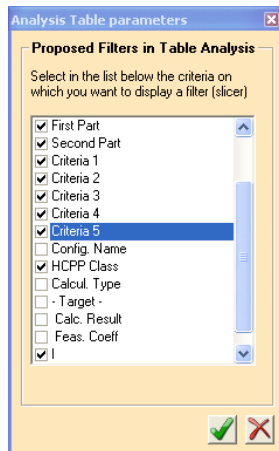 Analysis Table parameters
Proposed Filters in Table Analysis
Select in the list below the criteria on
which you want to display a filter (slicer)
First Part
Second Part
Criteria 1
Criteria 2
Criteria 3
Criteria 4
Criteria 5
Config. Name
HCPP Class
Calcul. Type
- Target -
Calc. Result
Feas. Coeff
I